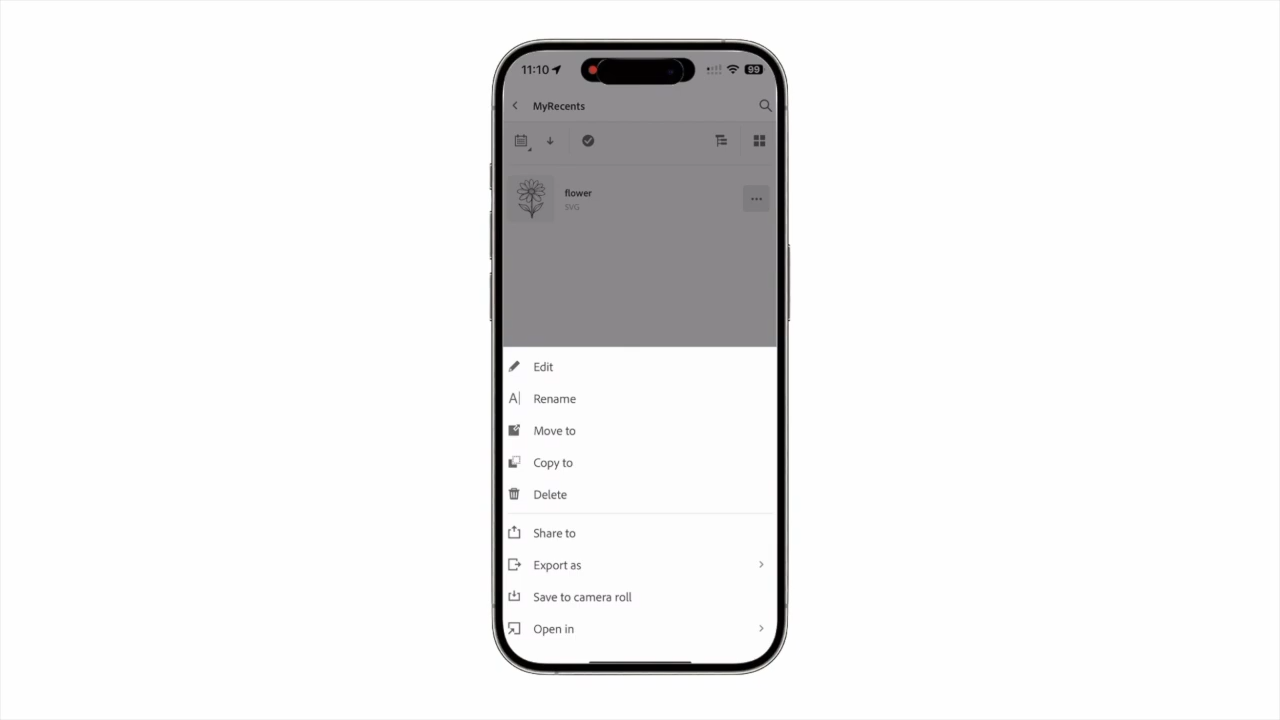 11:10
99
MyRecents
flower
SVG
Edit
Rename
Move to
Copy to
Delete
Share to
Export as
Save to camera roll
Open in